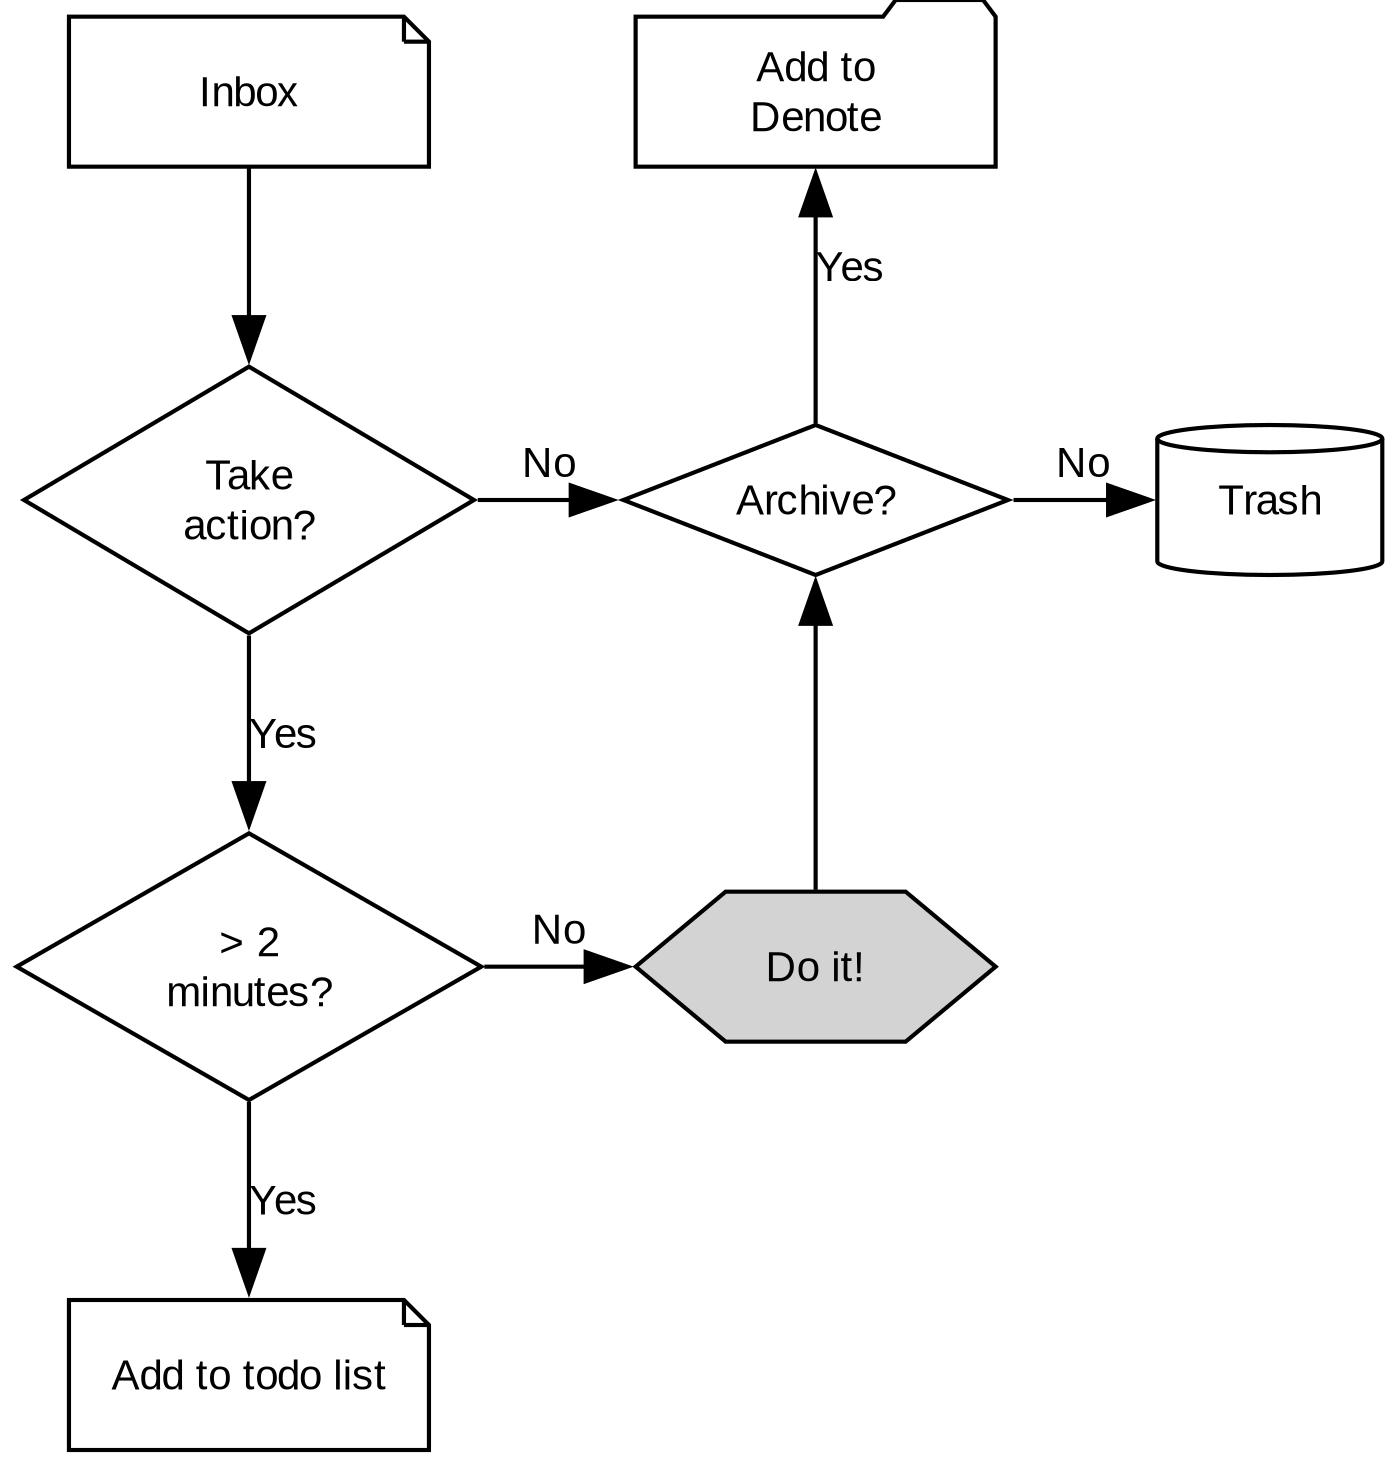 Inbox
Add to
Denote
Yes
Take
action?
No
Archive?
No
Trash
Yes
> 2
minutes?
No
Do it!
Yes
Add to todo list